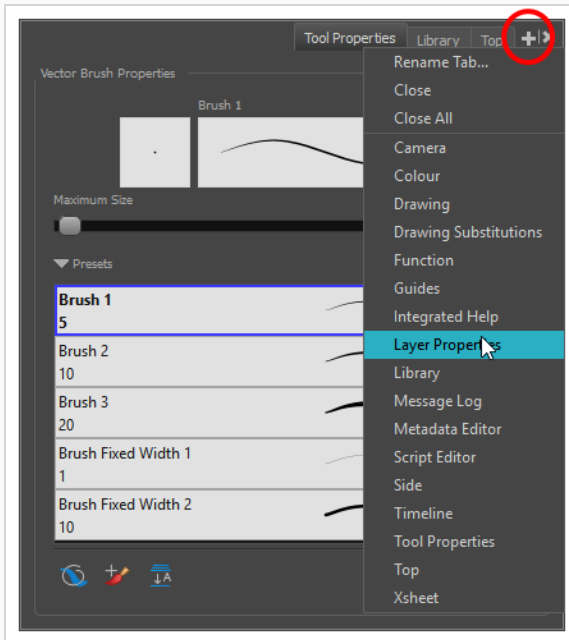 Tool Properties Library Top
Vector Brush Properties
Brush 1
Maximum Size
Presets
Brush 1
5
Brush 2
10
Brush 3
20
Brush Fixed Width 1
1
Brush Fixed Width 2
10
Rename Tab...
Close
Close All
Camera
Colour
Drawing
Drawing Substitutions
Function
Guides
Integrated Help
Layer Properties
Library
Message Log
Metadata Editor
Script Editor
Side
Timeline
Tool Properties
Top
Xsheet